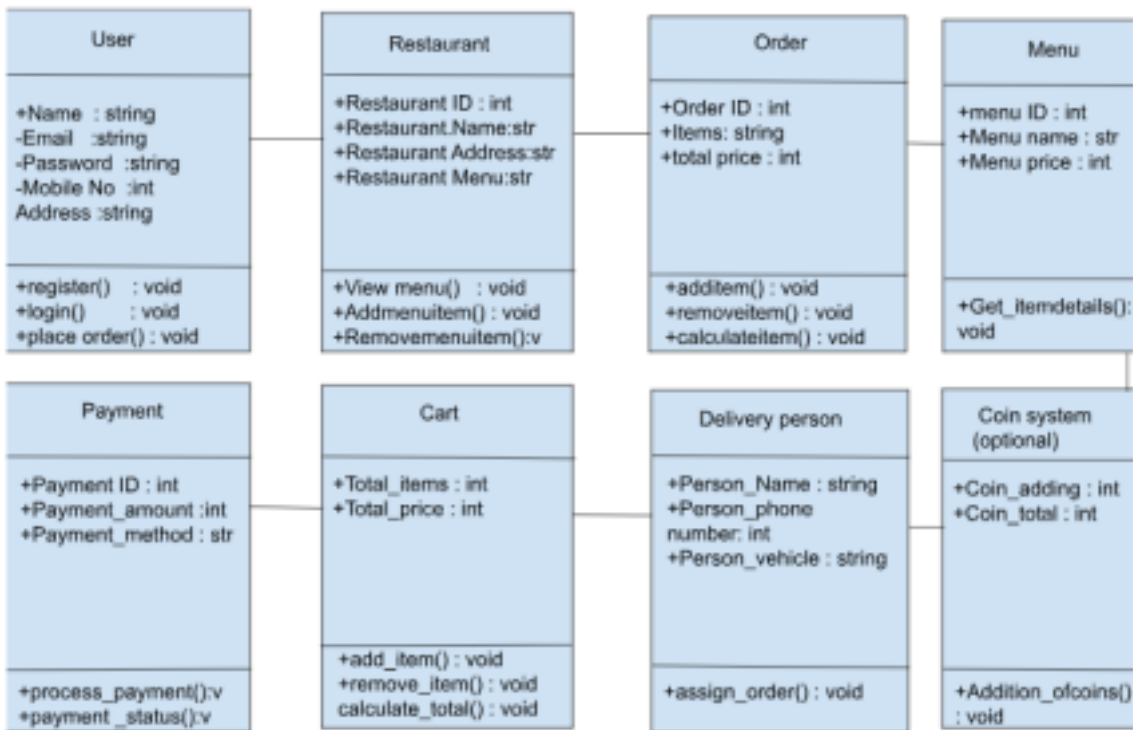 User
+Name : string
-Email :string
-Password :string
-Mobile No :int
Address :string
+register() : void
+login() : void
+place order() : void
Restaurant
+Restaurant ID : int
+Restaurant.Name:str
+Restaurant Address:str
+Restaurant Menu:str
+View menu() : void
+Addmenuitem() : void
+Removemenuitem():v
Order
+Order ID : int
+Items: string
+total price : int
+additem() : void
+removeitem() : void
+calculateitem() : void
Menu
+menu ID : int
+Menu name : str
+Menu price : int
+Get_itemdetails():
void
Payment
+Payment ID : int
+Payment_amount :int
+Payment_method : str
+process_payment():v
+payment _status():v
Cart
+Total_items : int
+Total_price : int
+add_item() : void
+remove_item() : void
calculate_total() : void
Delivery person
+Person_Name : string
+Person_phone
number: int
+Person_vehicle : string
+assign_order() : void
Coin system
(optional)
+Coin_adding : int
+Coin_total : int
+Addition_ofcoins()
: void